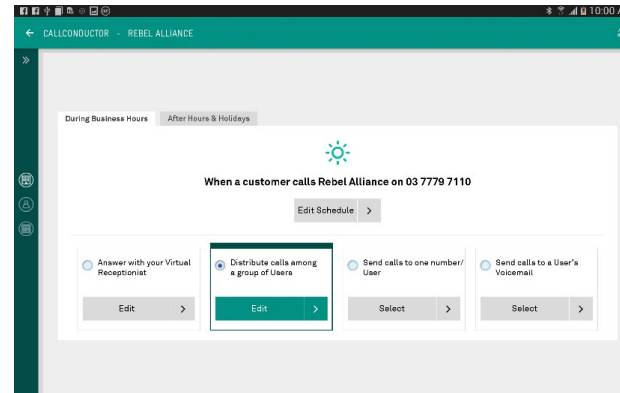 10:00
CALLCONDUCTOR - REBEL ALLIANCE
During Business Hours
After Hours & Holidays
When a customer calls Rebel Alliance on 03 7779 7110
Edit Schedule
Answer with your Virtual
Receptionist
Edit
Distribute calls among
a group of Users
Edit
Send calls to one number/
User
Select
Send calls to a User's
Voicemail
Select